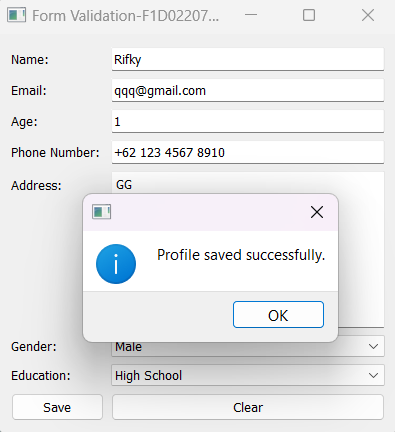 Form Validation-F1D02207...
Name: Rifky
Email: qqq@gmail.com
Age: 1
Phone Number: +62 123 4567 8910
Address: GG
Profile saved successfully.
OK
Gender: Male
Education: High School
Save Clear